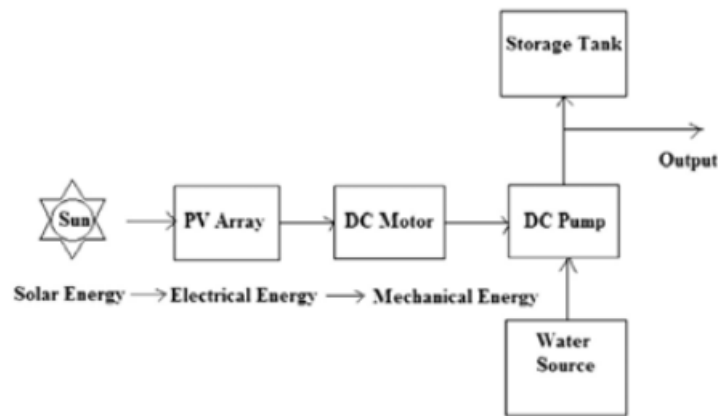 Storage Tank
Output
Sun
PV Array
DC Motor
DC Pump
Solar Energy
Electrical Energy
Mechanical Energy
Water
Source